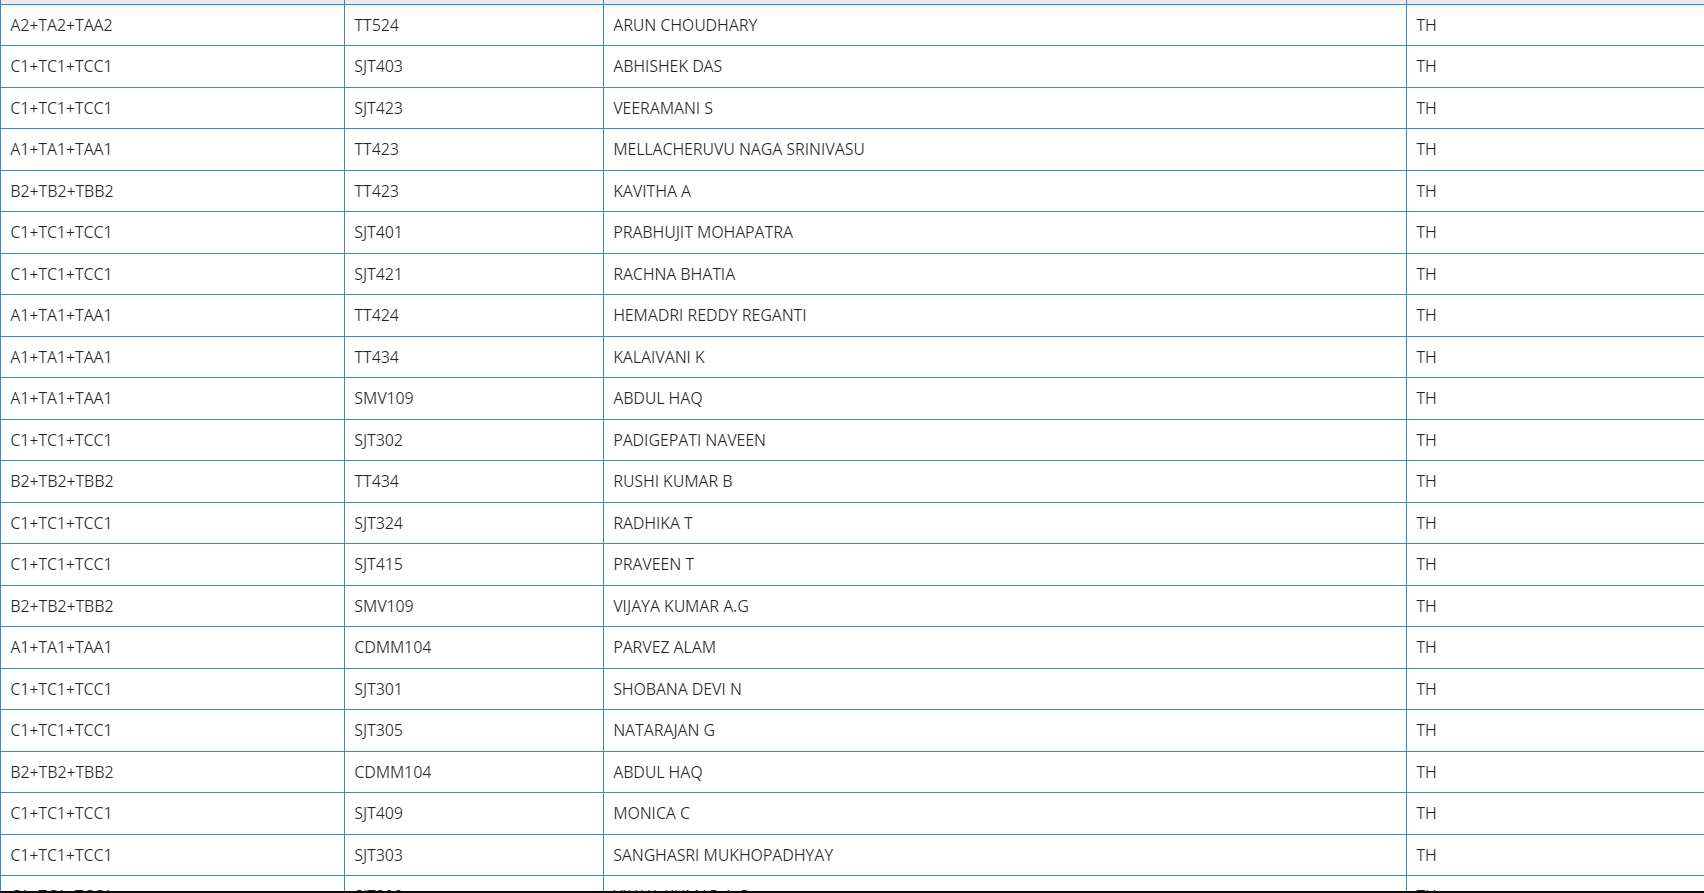 A2+TA2+TAA2 TT524 ARUN CHOUDHARY TH
C1+TC1+TCC1 SJT403 ABHISHEK DAS TH
C1+TC1+TCC1 SJT423 VEERAMANI S TH
A1+TA1+TAA1 TT423 MELLACHERUVU NAGA SRINIVASU TH
B2+TB2+TBB2 TT423 KAVITHA A TH
C1+TC1+TCC1 SJT401 PRABHUJIT MOHAPATRA TH
C1+TC1+TCC1 SJT421 RACHNA BHATIA TH
A1+TA1+TAA1 TT424 HEMADRI REDDY REGANTI TH
A1+TA1+TAA1 TT434 KALAIVANI K TH
A1+TA1+TAA1 SMV109 ABDUL HAQ TH
C1+TC1+TCC1 SJT302 PADIGEPATI NAVEEN TH
B2+TB2+TBB2 TT434 RUSHI KUMAR B TH
C1+TC1+TCC1 SJT324 RADHIKA T TH
C1+TC1+TCC1 SJT415 PRAVEEN T TH
B2+TB2+TBB2 SMV109 VIJAYA KUMAR A.G TH
A1+TA1+TAA1 CDMM104 PARVEZ ALAM TH
C1+TC1+TCC1 SJT301 SHOBANA DEVI N TH
C1+TC1+TCC1 SJT305 NATARAJAN G TH
B2+TB2+TBB2 CDMM104 ABDUL HAQ TH
C1+TC1+TCC1 SJT409 MONICA C TH
C1+TC1+TCC1 SJT303 SANGHASRI MUKHOPADHYAY TH